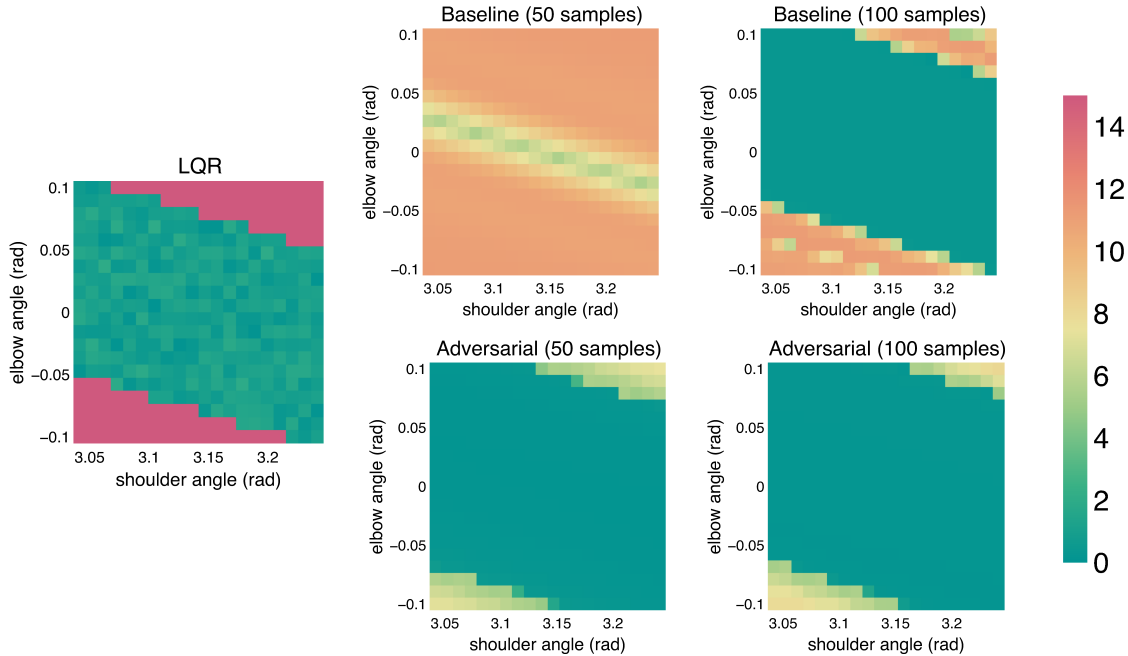 LQR
0.1
0.05
0
−0.05
−0.1
elbow angle (rad)
3.05 3.1 3.15 3.2
shoulder angle (rad)
Baseline (50 samples)
0.1
0.05
0
−0.05
−0.1
elbow angle (rad)
3.05 3.1 3.15 3.2
shoulder angle (rad)
Baseline (100 samples)
0.1
0.05
0
−0.05
−0.1
elbow angle (rad)
3.05 3.1 3.15 3.2
shoulder angle (rad)
Adversarial (50 samples)
0.1
0.05
0
−0.05
−0.1
elbow angle (rad)
3.05 3.1 3.15 3.2
shoulder angle (rad)
Adversarial (100 samples)
0.1
0.05
0
−0.05
−0.1
elbow angle (rad)
3.05 3.1 3.15 3.2
shoulder angle (rad)
14
12
10
8
6
4
2
0